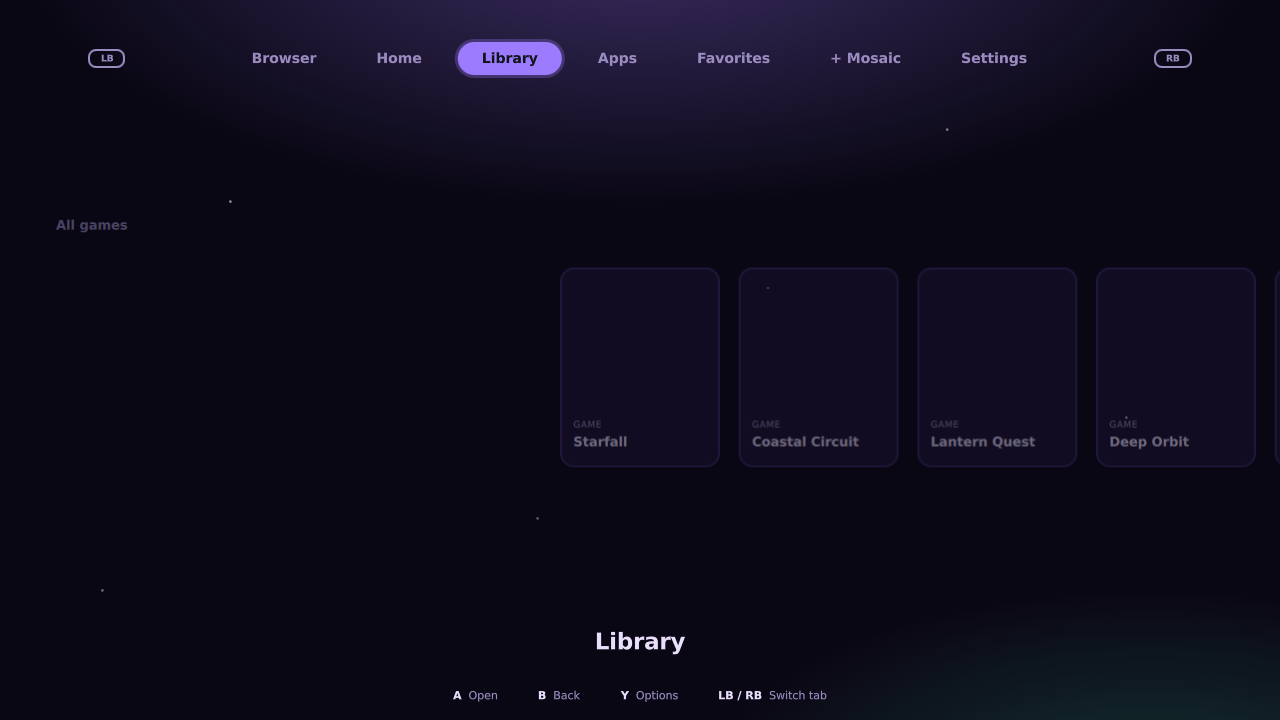 LB Browser Home Library Apps Favorites + Mosaic Settings RB
All games
GAME GAME GAME GAME
Starfall Coastal Circuit Lantern Quest Deep Orbit
Library
A Open B Back Y Options LB / RB Switch tab